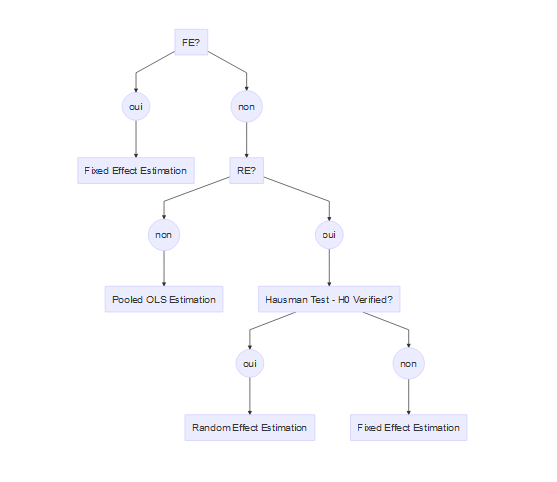 FE?
oui
non
Fixed Effect Estimation
RE?
non
oui
Pooled OLS Estimation
Hausman Test - H0 Verified?
oui
non
Random Effect Estimation
Fixed Effect Estimation